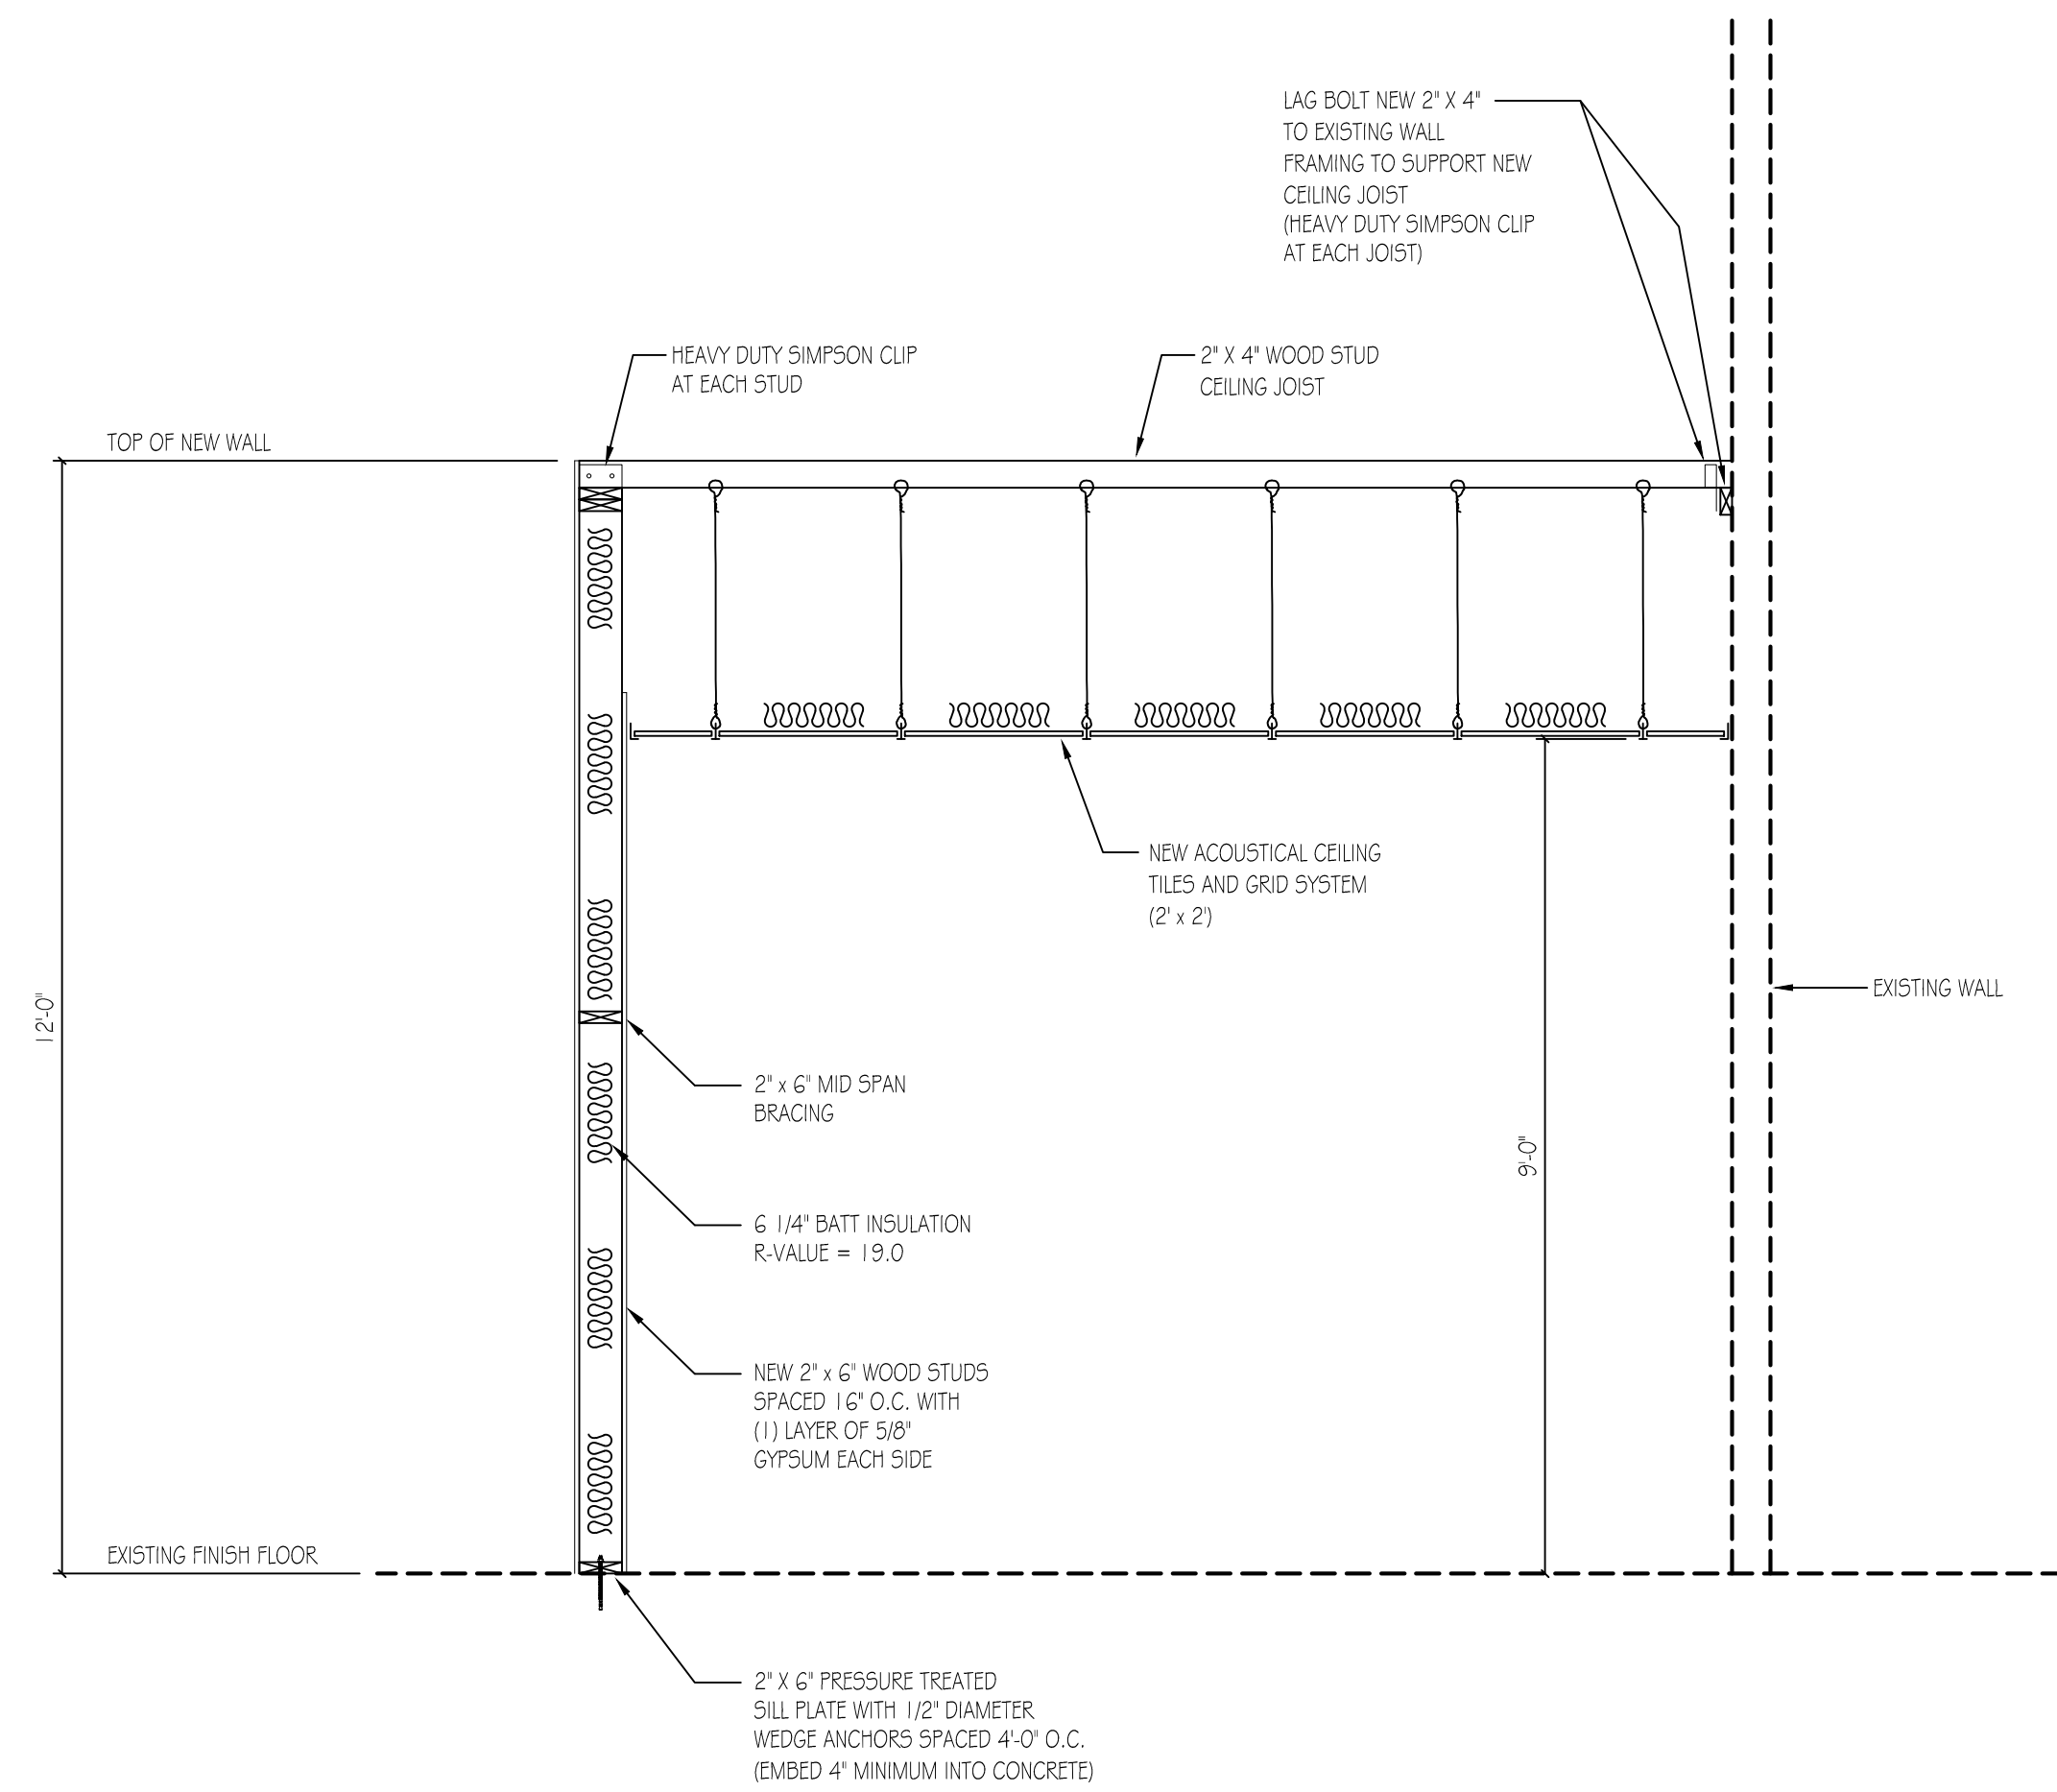 LAG BOLT NEW 2" X 4"
TO EXISTING WALL
FRAMING TO SUPPORT NEW
CEILING JOIST
(HEAVY DUTY SIMPSON CLIP
AT EACH JOIST)
HEAVY DUTY SIMPSON CLIP
AT EACH STUD
2" X 4" WOOD STUD
CEILING JOIST
TOP OF NEW WALL
NEW ACOUSTICAL CEILING
TILES AND GRID SYSTEM
(2' x 2')
EXISTING WALL
12'-0"
2" x 6" MID SPAN
BRACING
9'-0"
6 1/4" BATT INSULATION
R-VALUE = 19.0
NEW 2" x 6" WOOD STUDS
SPACED 16" O.C. WITH
(1) LAYER OF 5/8"
GYPSUM EACH SIDE
EXISTING FINISH FLOOR
2" X 6" PRESSURE TREATED
SILL PLATE WITH 1/2" DIAMETER
WEDGE ANCHORS SPACED 4'-0" O.C.
(EMBED 4" MINIMUM INTO CONCRETE)